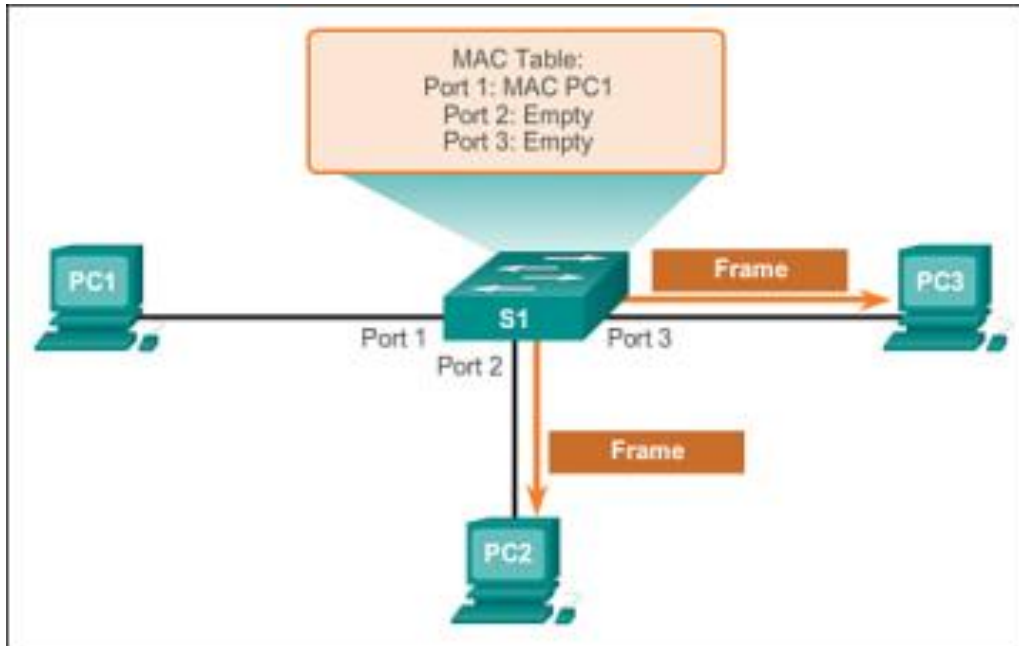 MAC Table:
Port 1: MAC PC1
Port 2: Empty
Port 3: Empty
PC1
Frame
PC3
S1
Port 1
Port 3
Port 2
Frame
PC2